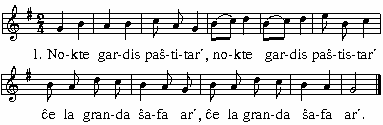 1. No-kte gar-dis paŝ-ti-tar´, no-kte gar-dis paŝ-tis-tar´
ĉe la gran-da ŝa-fa ar´, ĉe la gran-da ŝa-fa ar´.